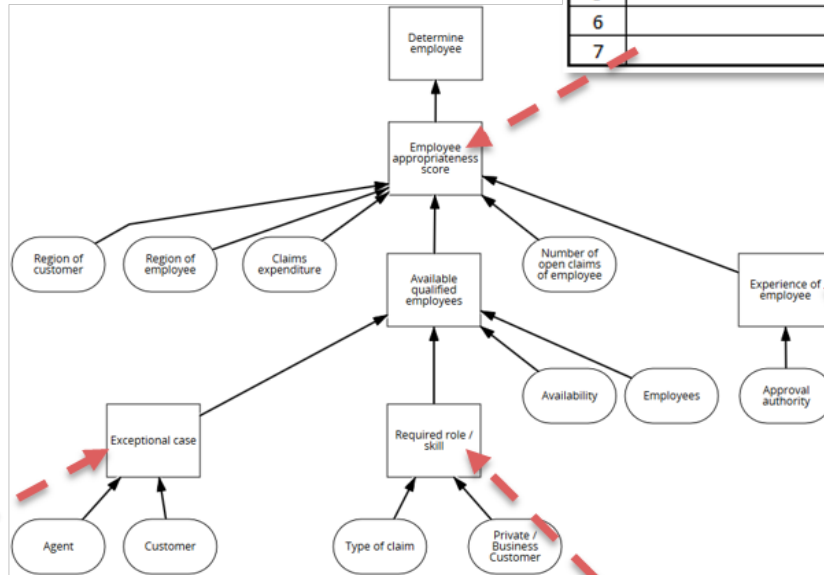 6
7
Determine
employee
Employee
appropriateness
score
Region of
customer
Region of
employee
Claims
expenditure
Available
qualified
employees
Number of
open claims
of employee
Experience of
employee
Availability
Employees
Approval
authority
Exceptional case
Required role /
skill
Agent
Customer
Type of claim
Private /
Business
Customer